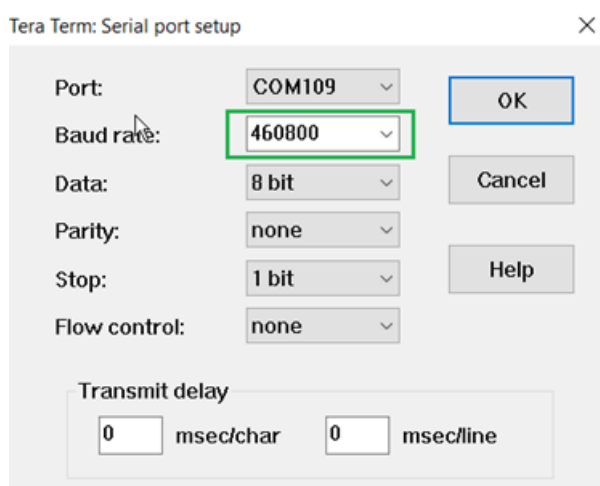 Tera Term: Serial port setup
Port: COM109 OK
Baud rate: 460800
Data: 8 bit Cancel
Parity: none
Stop: 1 bit Help
Flow control: none
Transmit delay
0 msec/char 0 msec/line